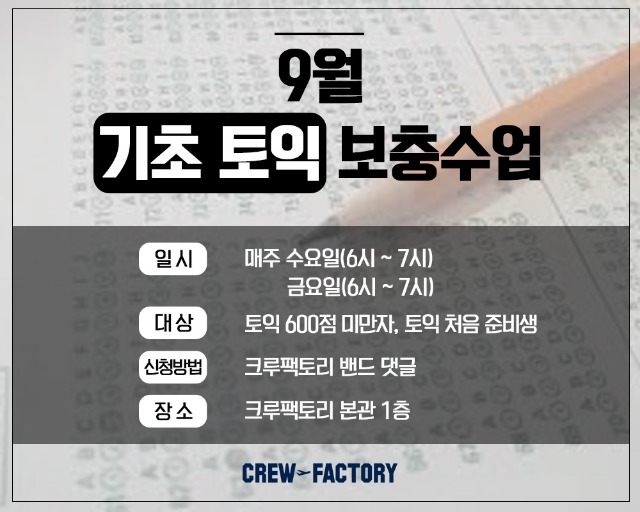 9월
기초 토익 보충수업
일시 매주 수요일(6시 ~ 7시)
금요일(6시 ~ 7시)
대상 토익 600점 미만자, 토익 처음 준비생
신청방법 크루팩토리 밴드 댓글
장소 크루팩토리 본관 1층
CREW FACTORY